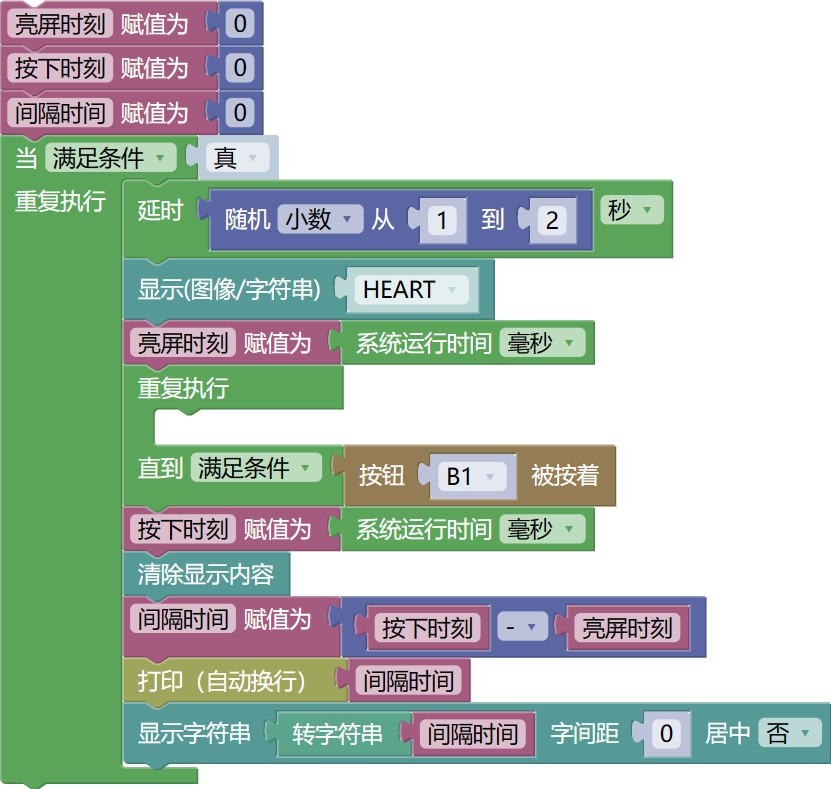 亮屏时刻 赋值为 0
按下时刻 赋值为 0
间隔时间 赋值为 0
当 满足条件 真
重复执行
延时 随机 小数 从 1 到 2 秒
显示(图像/字符串) HEART
亮屏时刻 赋值为 系统运行时间 毫秒
重复执行
直到 满足条件 按钮 B1 被按着
按下时刻 赋值为 系统运行时间 毫秒
清除显示内容
间隔时间 赋值为 按下时刻 - 亮屏时刻
打印（自动换行） 间隔时间
显示字符串 转字符串 间隔时间 字间距 0 居中 否